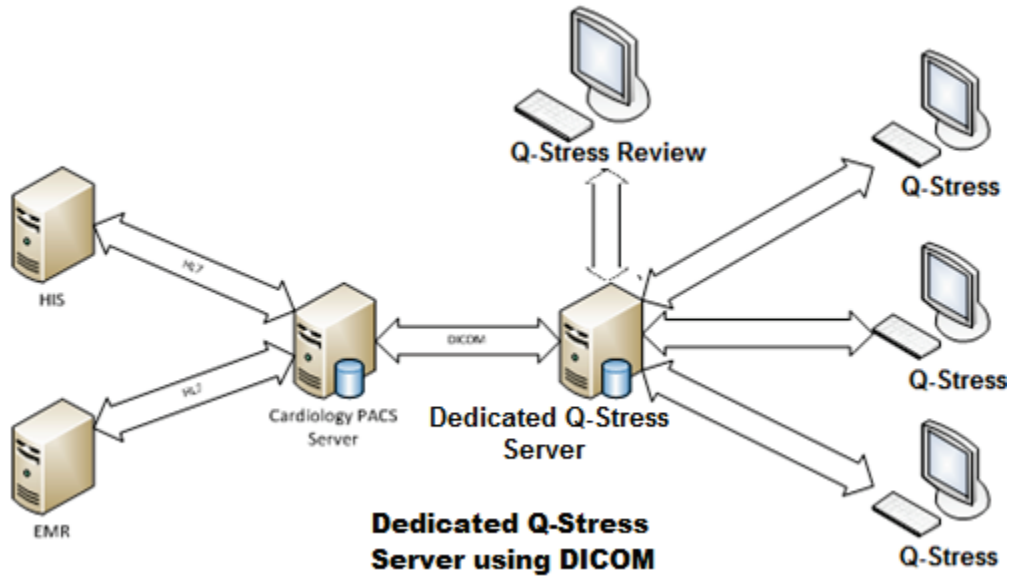 Q-Stress Review
Q-Stress
HL7
HIS
DICOM
Q-Stress
HL7
Cardiology PACS
Server
Dedicated Q-Stress
Server
EMR
Dedicated Q-Stress
Server using DICOM
Q-Stress